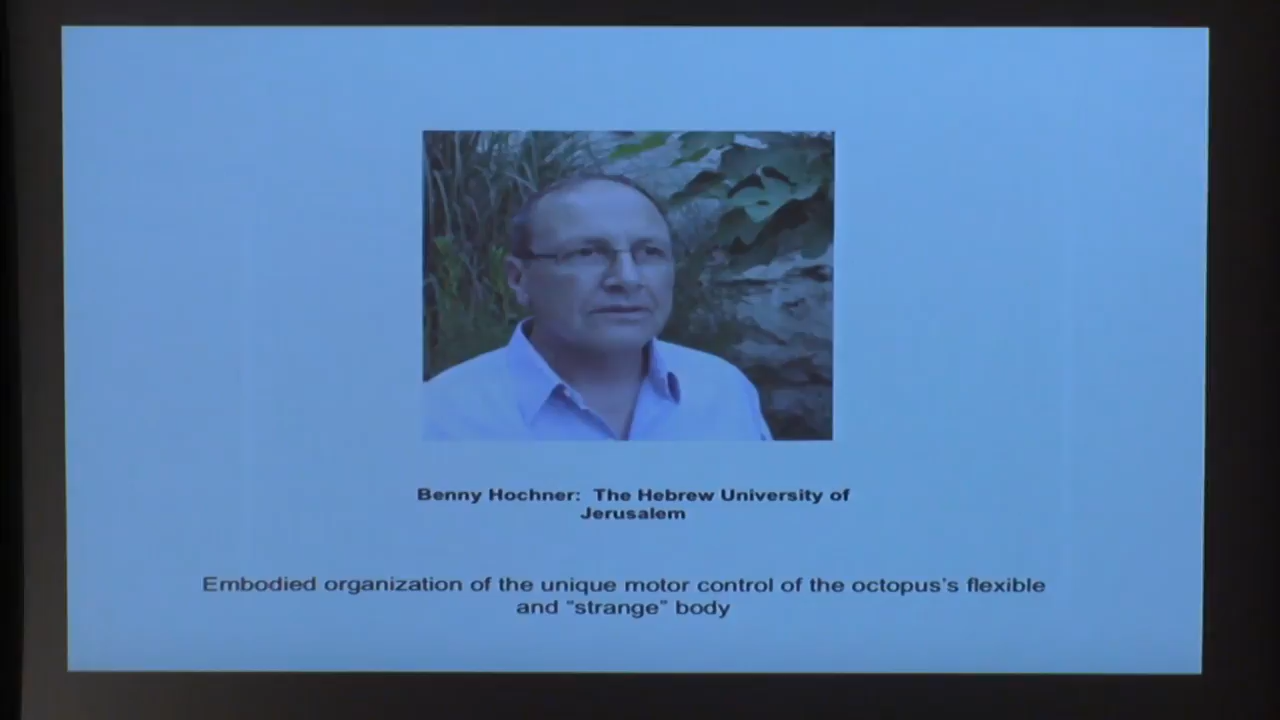 Benny Hochner: The Hebrew University of
Jerusalem
Embodied organization of the unique motor control of the octopus's flexible
and "strange" body